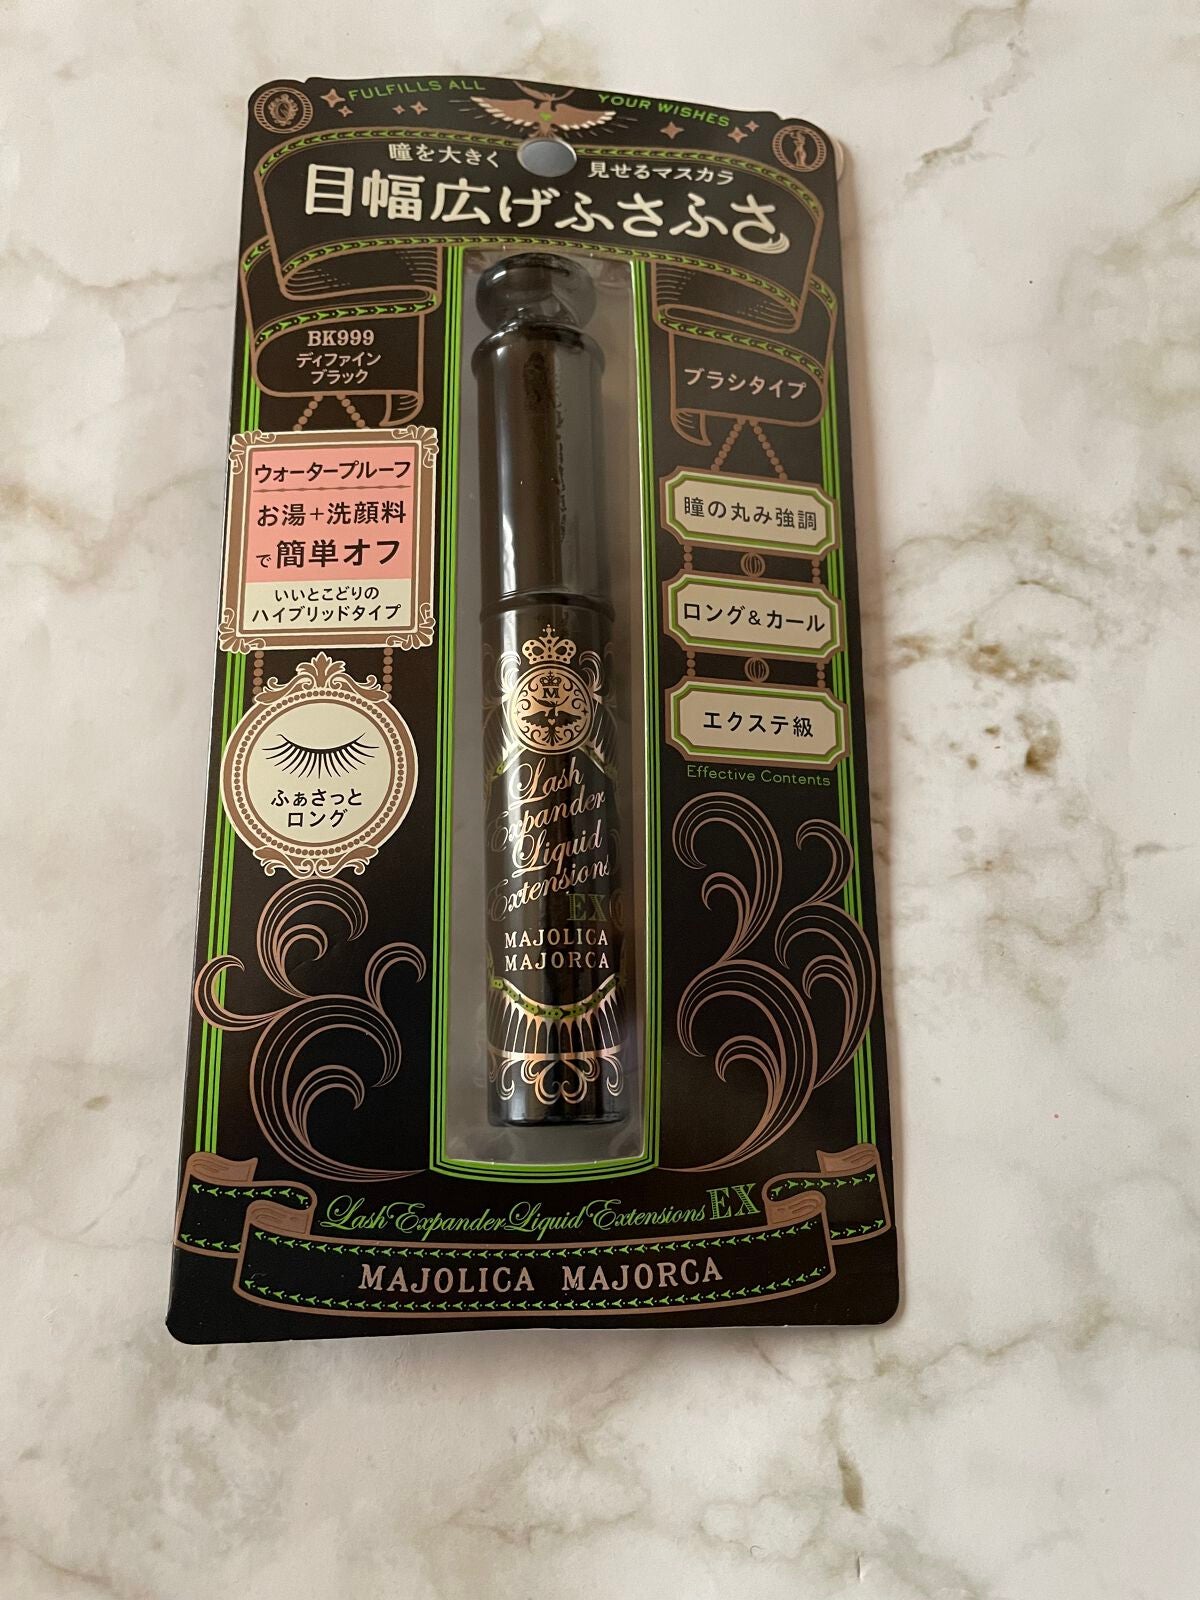 FULFILLS ALL YOUR WISHES
瞳を大きく 見せるマスカラ
目幅広げふさふさ
BK999
ディファイン
ブラック
ブラシタイプ
ウォータープルーフ
お湯+洗顔料
で簡単オフ
いいとこどりの
ハイブリッドタイプ
ふぁさっと
ロング
瞳の丸み強調
ロング&カール
エクステ級
Effective Contents
M
Lash
Expander
Liquid
Extensions
EX
MAJOLICA
MAJORCA
Lash Expander Liquid Extensions EX
MAJOLICA MAJORCA